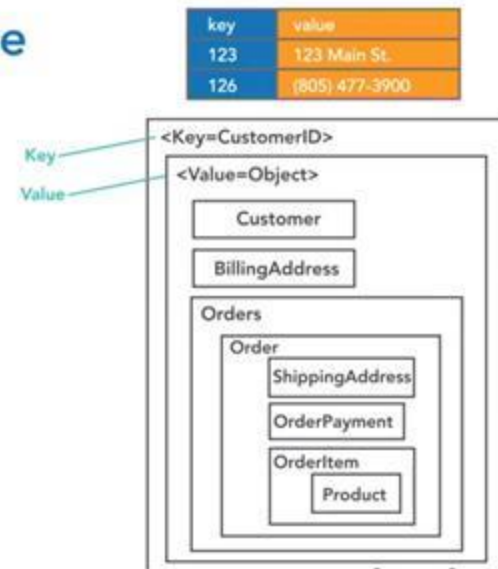 e
key value
123 123 Main St.
126 (805) 477-3900
<Key=CustomerID>
Key
<Value=Object>
Value
Customer
BillingAddress
Orders
Order
ShippingAddress
OrderPayment
OrderItem
Product